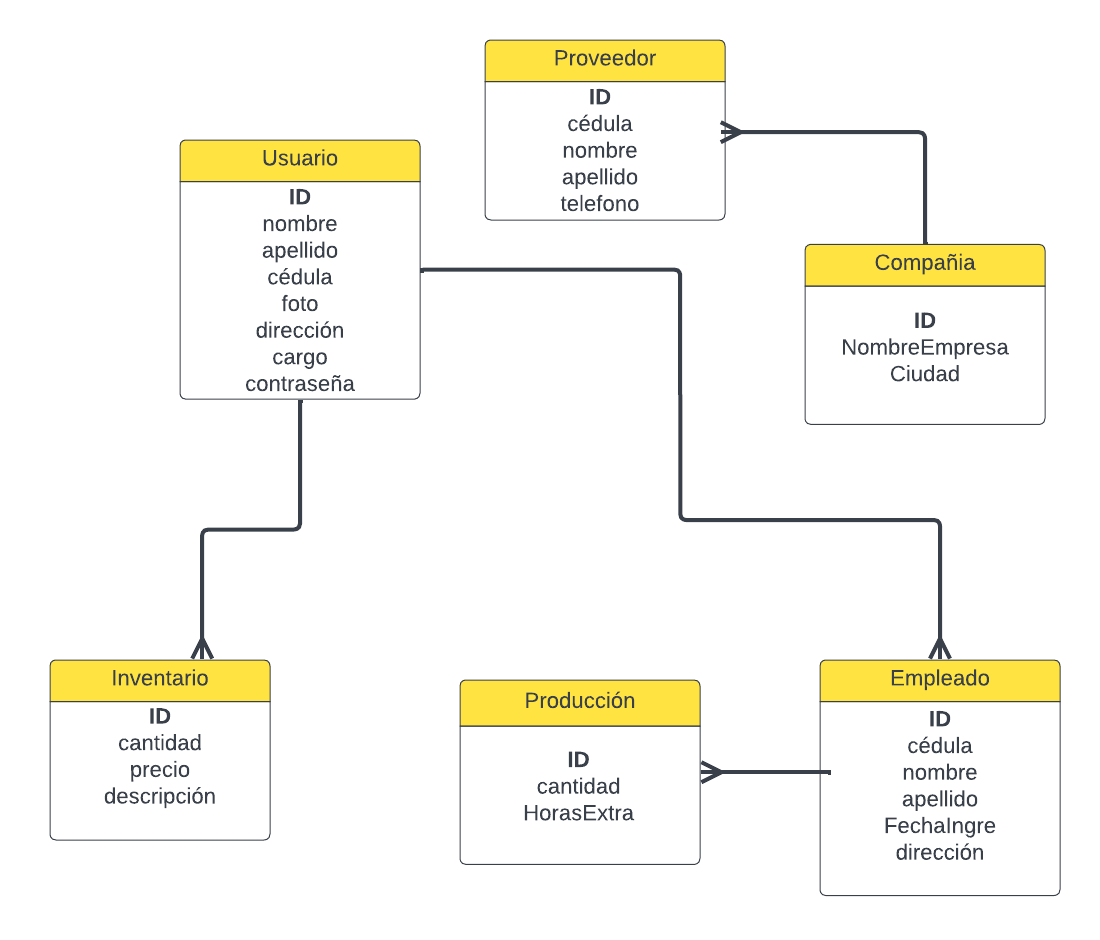 Proveedor
ID
cédula
nombre
apellido
telefono
Usuario
ID
nombre
apellido
cédula
foto
dirección
cargo
contraseña
Compañia
ID
NombreEmpresa
Ciudad
Inventario
ID
cantidad
precio
descripción
Producción
ID
cantidad
HorasExtra
Empleado
ID
cédula
nombre
apellido
FechaIngre
dirección